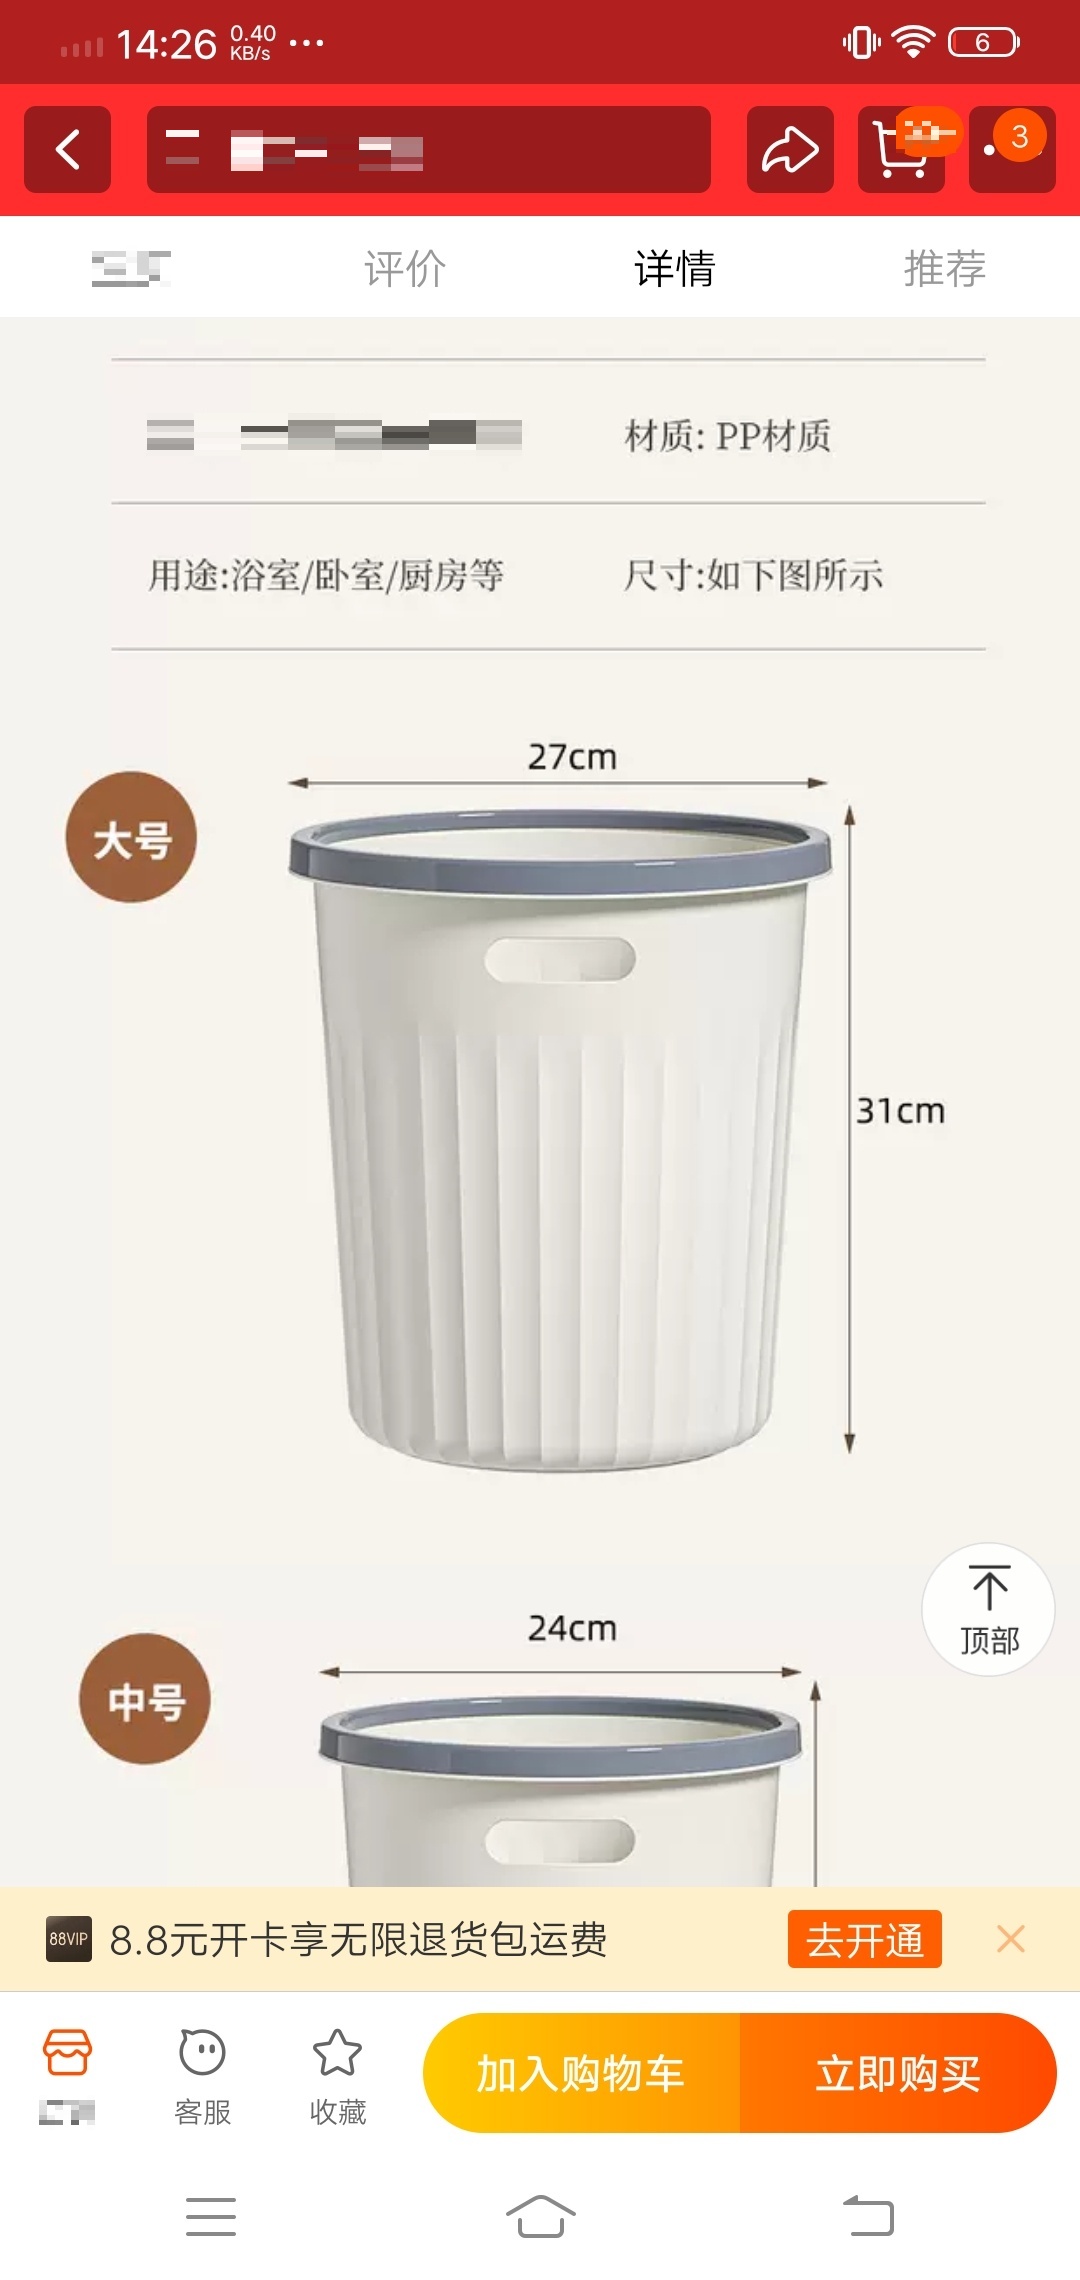 14:26
0.40
KB/s
6
3
评价
详情
推荐
材质: PP材质
用途:浴室/卧室/厨房等
尺寸:如下图所示
27cm
大号
31cm
24cm
中号
顶部
88VIP
8.8元开卡享无限退货包运费
去开通
客服
收藏
加入购物车
立即购买